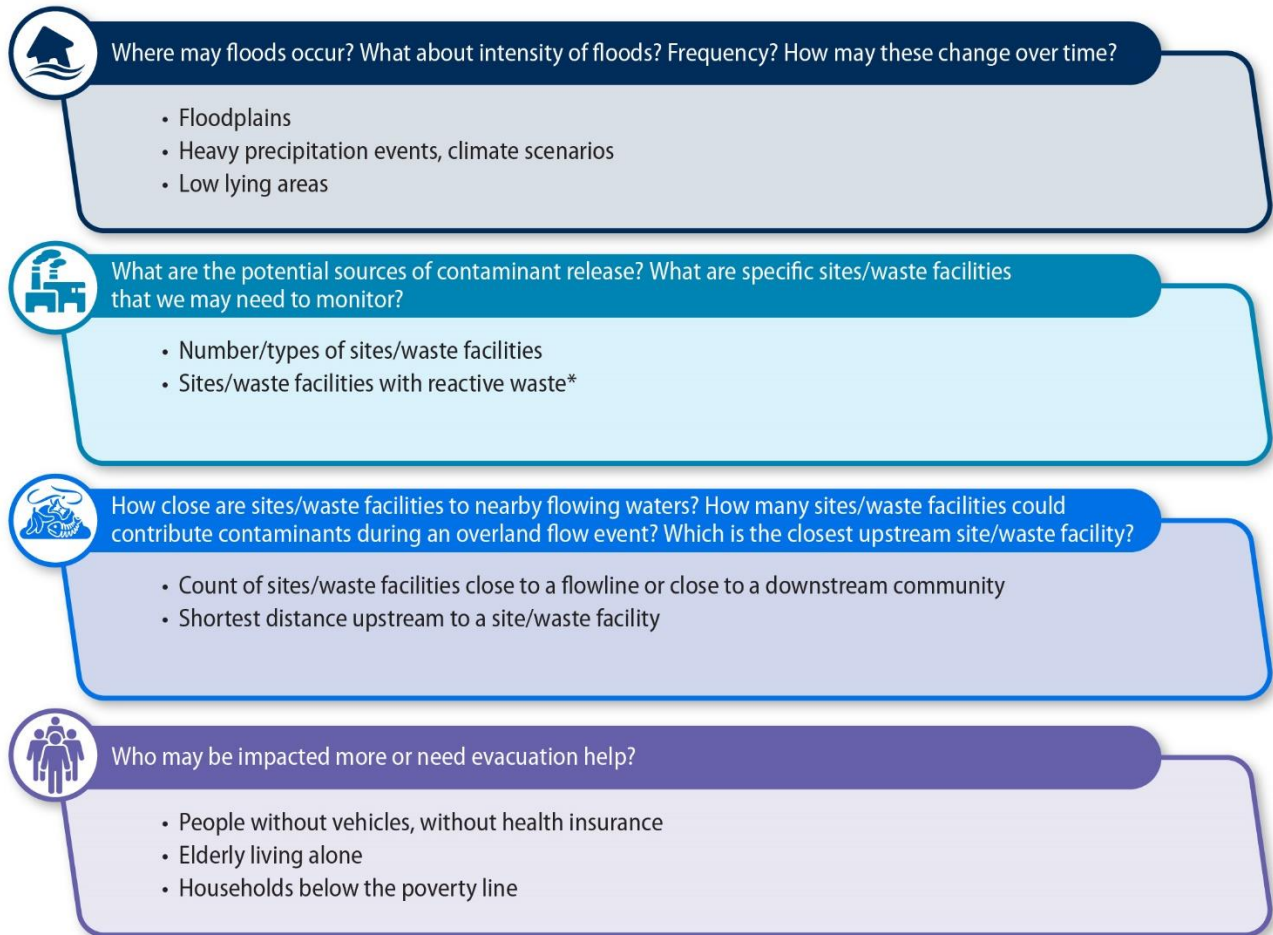 Where may floods occur? What about intensity of floods? Frequency? How may these change over time?
• Floodplains
• Heavy precipitation events, climate scenarios
• Low lying areas
What are the potential sources of contaminant release? What are specific sites/waste facilities
that we may need to monitor?
• Number/types of sites/waste facilities
• Sites/waste facilities with reactive waste*
How close are sites/waste facilities to nearby flowing waters? How many sites/waste facilities could
contribute contaminants during an overland flow event? Which is the closest upstream site/waste facility?
• Count of sites/waste facilities close to a flowline or close to a downstream community
• Shortest distance upstream to a site/waste facility
Who may be impacted more or need evacuation help?
• People without vehicles, without health insurance
• Elderly living alone
• Households below the poverty line